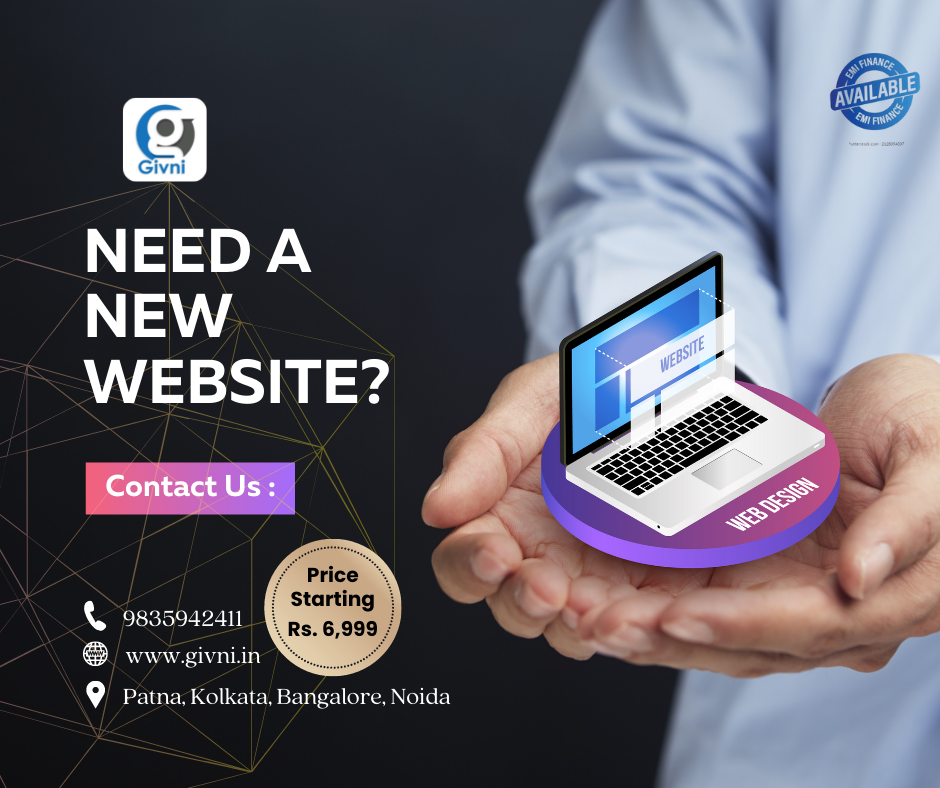 Givni
EMI FINANCE
AVAILABLE
EMI FINANCE
NEED A
NEW
WEBSITE?
WEBSITE
WEB DESIGN
Contact Us :
Price
Starting
Rs. 6,999
9835942411
www.givni.in
Patna, Kolkata, Bangalore, Noida